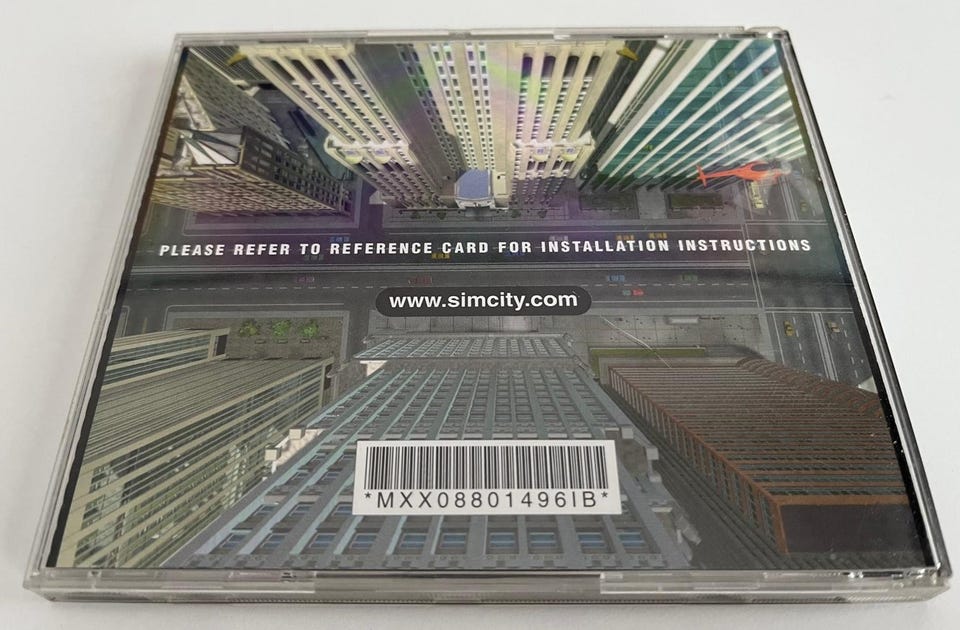 PLEASE REFER TO REFERENCE CARD FOR INSTALLATION INSTRUCTIONS
www.simcity.com
*MXX08801496IB*